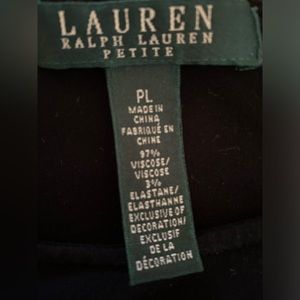 LAUREN
RALPH LAUREN
PETITE
PL
MADE IN
CHINA
FABRIQUÉ EN
CHINE
97%
VISCOSE/
VISCOSE
3%
ELASTANE/
ELASTHANNE
EXCLUSIVE OF
DECORATION/
EXCLUSIF
DE LA
DÉCORATION